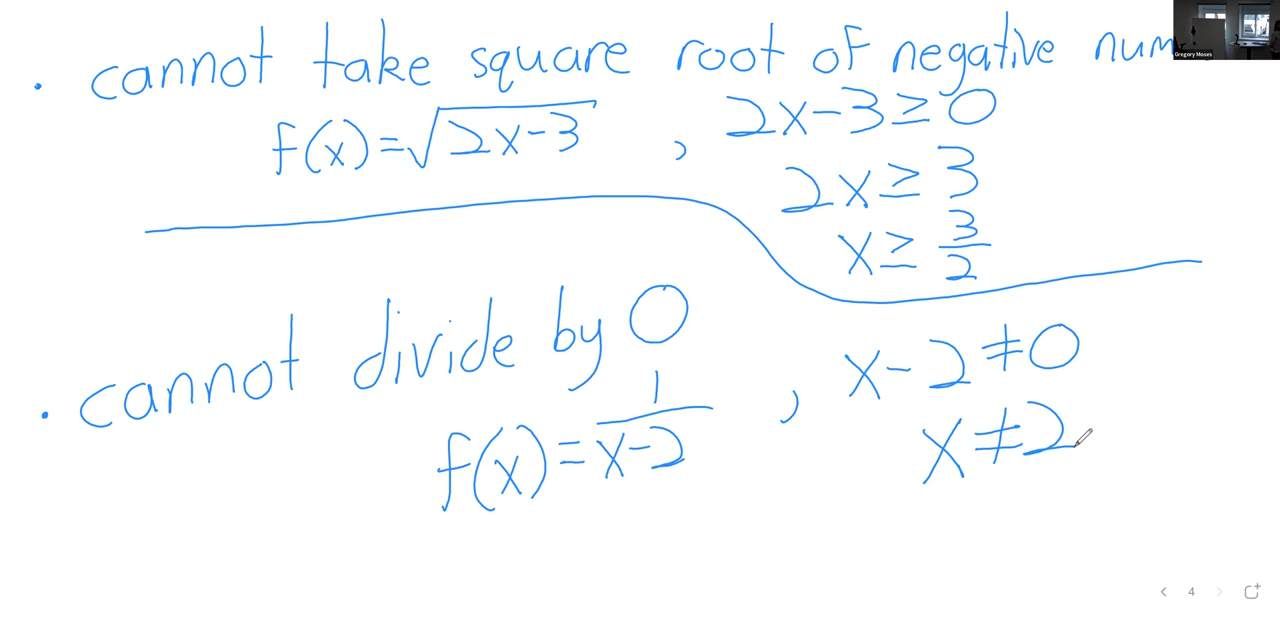 • cannot take square root of negative num
f(x) = √(2x-3) , 2x-3 ≥ 0
2x ≥ 3
x ≥ 3/2
• cannot divide by 0
f(x) = 1/(x-2) , x-2 ≠ 0
x ≠ 2
Gregory Moses
4